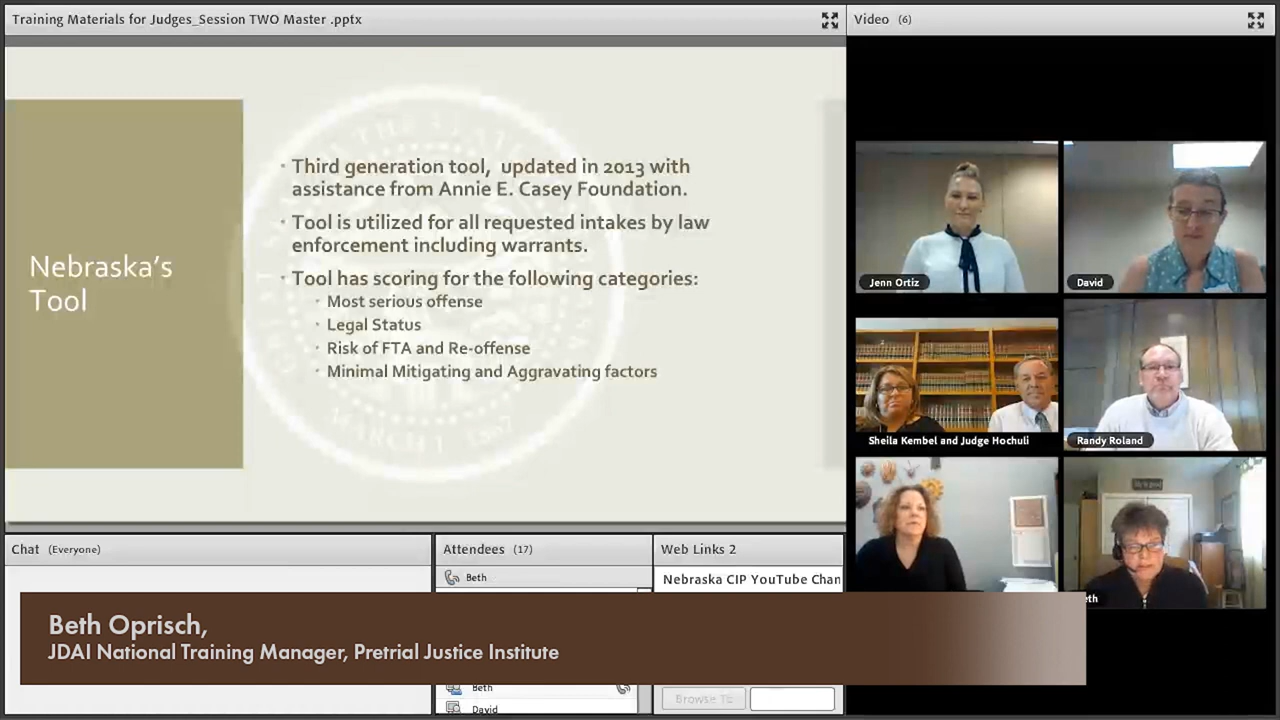 Training Materials for Judges_Session TWO Master .pptx
Video (6)
Nebraska's
Tool
Third generation tool, updated in 2013 with
assistance from Annie E. Casey Foundation.
Tool is utilized for all requested intakes by law
enforcement including warrants.
Tool has scoring for the following categories:
Most serious offense
Legal Status
Risk of FTA and Re-offense
Minimal Mitigating and Aggravating factors
Jenn Ortiz
David
Sheila Kembel and Judge Hochuli
Randy Roland
eth
Chat (Everyone)
Attendees (17)
Beth
Beth
David
Web Links 2
Nebraska CIP YouTube Chan
Browse To
Beth Oprisch,
JDAI National Training Manager, Pretrial Justice Institute